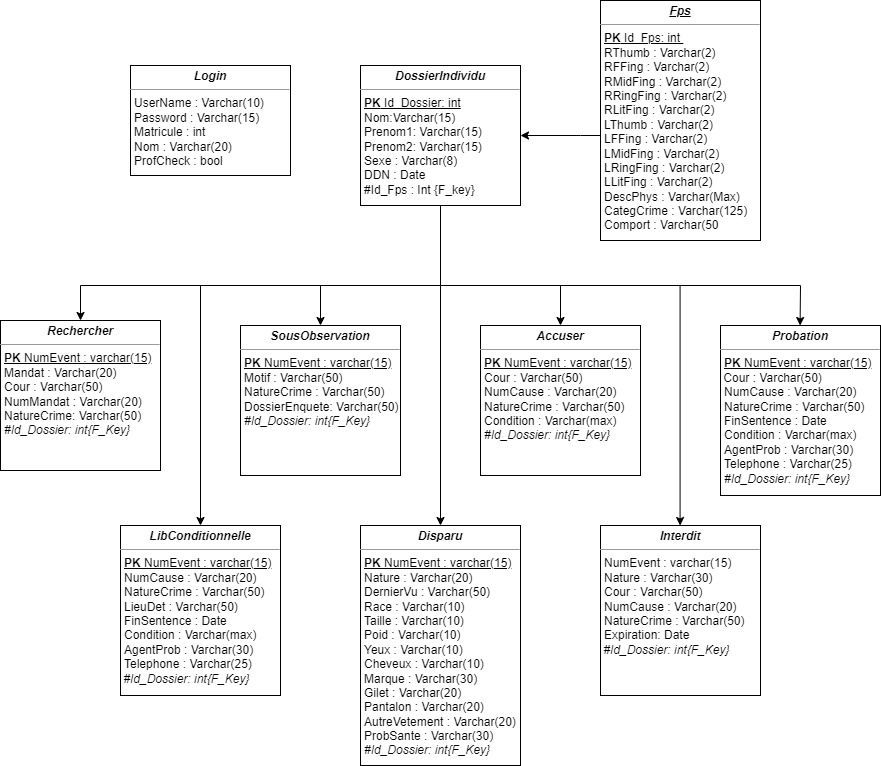 Fps
PK Id_Fps: int
RThumb : Varchar(2)
RFFing : Varchar(2)
RMidFing : Varchar(2)
RRingFing : Varchar(2)
RLitFing : Varchar(2)
LThumb : Varchar(2)
LFFing : Varchar(2)
LMidFing : Varchar(2)
LRingFing : Varchar(2)
LLitFing : Varchar(2)
DescPhys : Varchar(Max)
CategCrime : Varchar(125)
Comport : Varchar(50
Login
UserName : Varchar(10)
Password : Varchar(15)
Matricule : int
Nom : Varchar(20)
ProfCheck : bool
DossierIndividu
PK Id_Dossier: int
Nom:Varchar(15)
Prenom1: Varchar(15)
Prenom2: Varchar(15)
Sexe : Varchar(8)
DDN : Date
#Id_Fps : Int {F_key}
Rechercher
PK NumEvent : varchar(15)
Mandat : Varchar(20)
Cour : Varchar(50)
NumMandat : Varchar(20)
NatureCrime: Varchar(50)
#Id_Dossier: int{F_Key}
SousObservation
PK NumEvent : varchar(15)
Motif : Varchar(50)
NatureCrime : Varchar(50)
DossierEnquete: Varchar(50)
#Id_Dossier: int{F_Key}
Accuser
PK NumEvent : varchar(15)
Cour : Varchar(50)
NumCause : Varchar(20)
NatureCrime : Varchar(50)
Condition : Varchar(max)
#Id_Dossier: int{F_Key}
Probation
PK NumEvent : varchar(15)
Cour : Varchar(50)
NumCause : Varchar(20)
NatureCrime : Varchar(50)
FinSentence : Date
Condition : Varchar(max)
AgentProb : Varchar(30)
Telephone : Varchar(25)
#Id_Dossier: int{F_Key}
LibConditionnelle
PK NumEvent : varchar(15)
NumCause : Varchar(20)
NatureCrime : Varchar(50)
LieuDet : Varchar(50)
FinSentence : Date
Condition : Varchar(max)
AgentProb : Varchar(30)
Telephone : Varchar(25)
#Id_Dossier: int{F_Key}
Disparu
PK NumEvent : varchar(15)
Nature : Varchar(20)
DernierVu : Varchar(50)
Race : Varchar(10)
Taille : Varchar(10)
Poid : Varchar(10)
Yeux : Varchar(10)
Cheveux : Varchar(10)
Marque : Varchar(30)
Gilet : Varchar(20)
Pantalon : Varchar(20)
AutreVetement : Varchar(20)
ProbSante : Varchar(30)
#Id_Dossier: int{F_Key}
Interdit
NumEvent : varchar(15)
Nature : Varchar(30)
Cour : Varchar(50)
NumCause : Varchar(20)
NatureCrime : Varchar(50)
Expiration: Date
#Id_Dossier: int{F_Key}